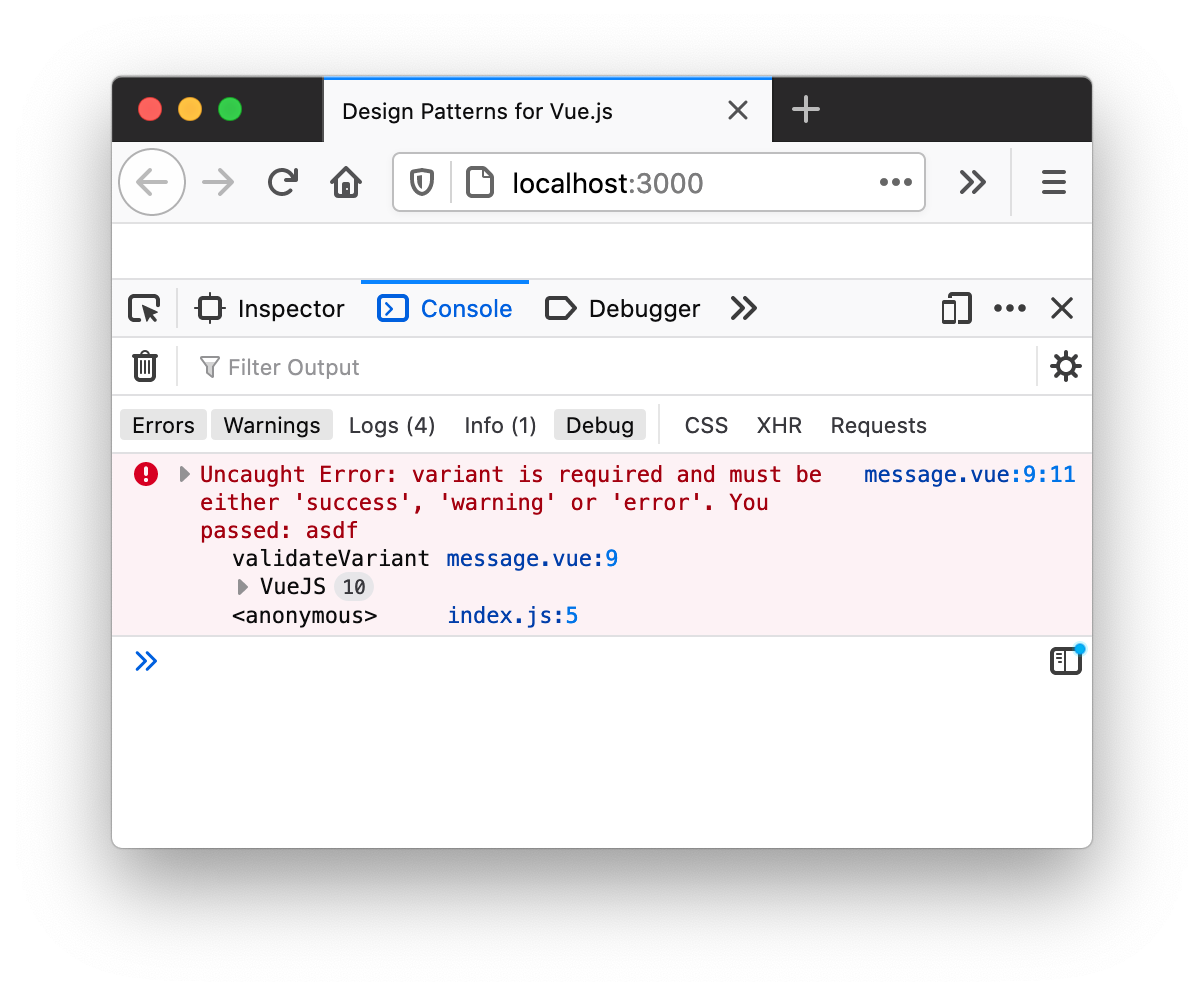 Design Patterns for Vue.js
localhost:3000
Inspector Console Debugger
Filter Output
Errors Warnings Logs (4) Info (1) Debug CSS XHR Requests
Uncaught Error: variant is required and must be message.vue:9:11
either 'success', 'warning' or 'error'. You
passed: asdf
validateVariant message.vue:9
VueJS 10
<anonymous> index.js:5